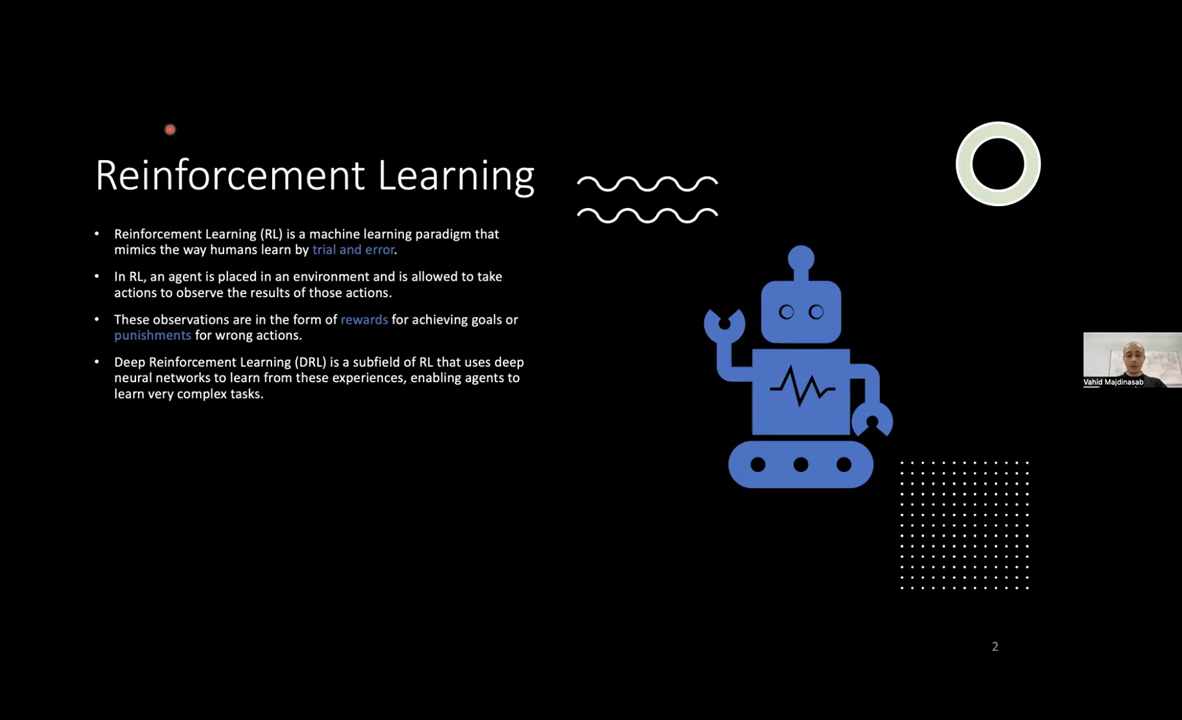 Reinforcement Learning
• Reinforcement Learning (RL) is a machine learning paradigm that
mimics the way humans learn by trial and error.
• In RL, an agent is placed in an environment and is allowed to take
actions to observe the results of those actions.
• These observations are in the form of rewards for achieving goals or
punishments for wrong actions.
• Deep Reinforcement Learning (DRL) is a subfield of RL that uses deep
neural networks to learn from these experiences, enabling agents to
learn very complex tasks.
Vahid Majdinasab
2